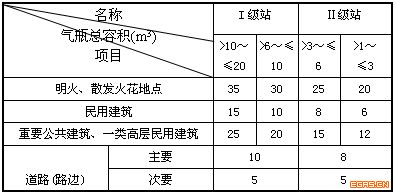 名称
Ⅰ级站
Ⅱ级站
气瓶总容积(m³)
项目
>10～≤20
>6～≤10
>3～≤6
>1～≤3
明火、散发火花地点 35 30 25 20
民用建筑 15 10 8 6
重要公共建筑、一类高层民用建筑 25 20 15 12
道路(路边) 主要 10 8
次要 5 5
EGAS.CN